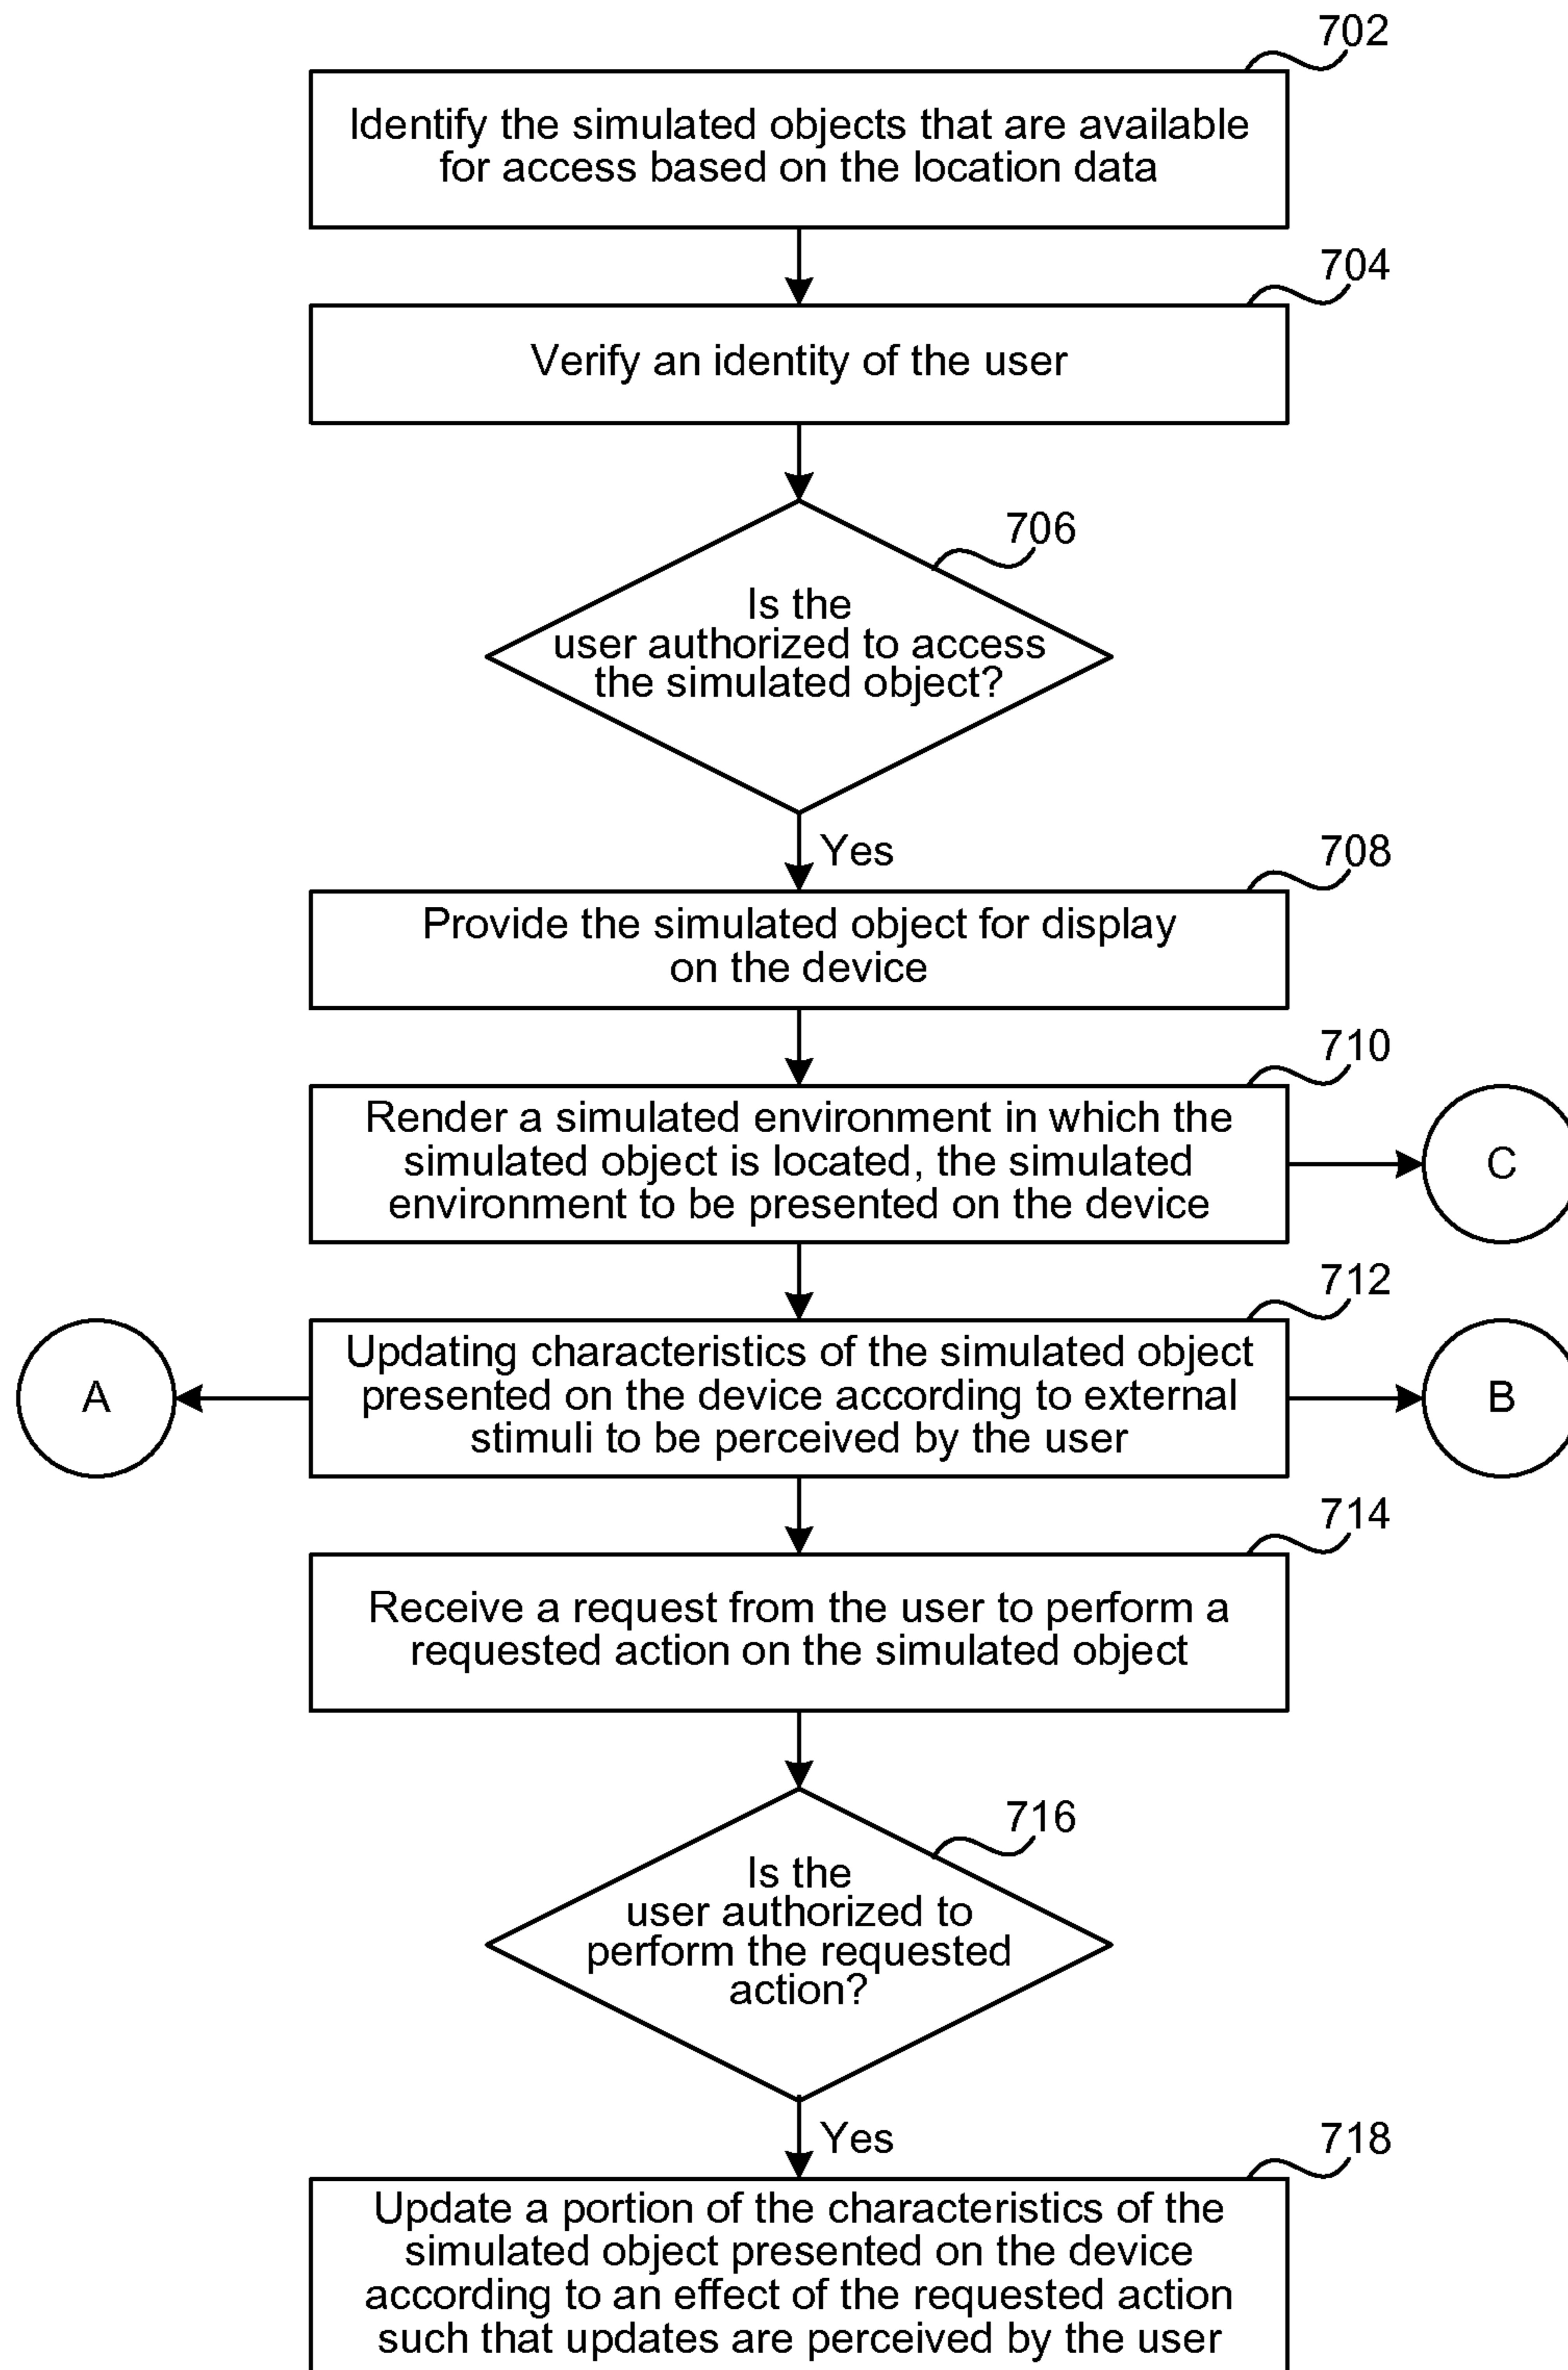 702
Identify the simulated objects that are available
for access based on the location data
704
Verify an identity of the user
706
Is the
user authorized to access
the simulated object?
Yes
708
Provide the simulated object for display
on the device
710
Render a simulated environment in which the
simulated object is located, the simulated
environment to be presented on the device
C
712
A
Updating characteristics of the simulated object
presented on the device according to external
stimuli to be perceived by the user
B
714
Receive a request from the user to perform a
requested action on the simulated object
716
Is the
user authorized to
perform the requested
action?
Yes
718
Update a portion of the characteristics of the
simulated object presented on the device
according to an effect of the requested action
such that updates are perceived by the user